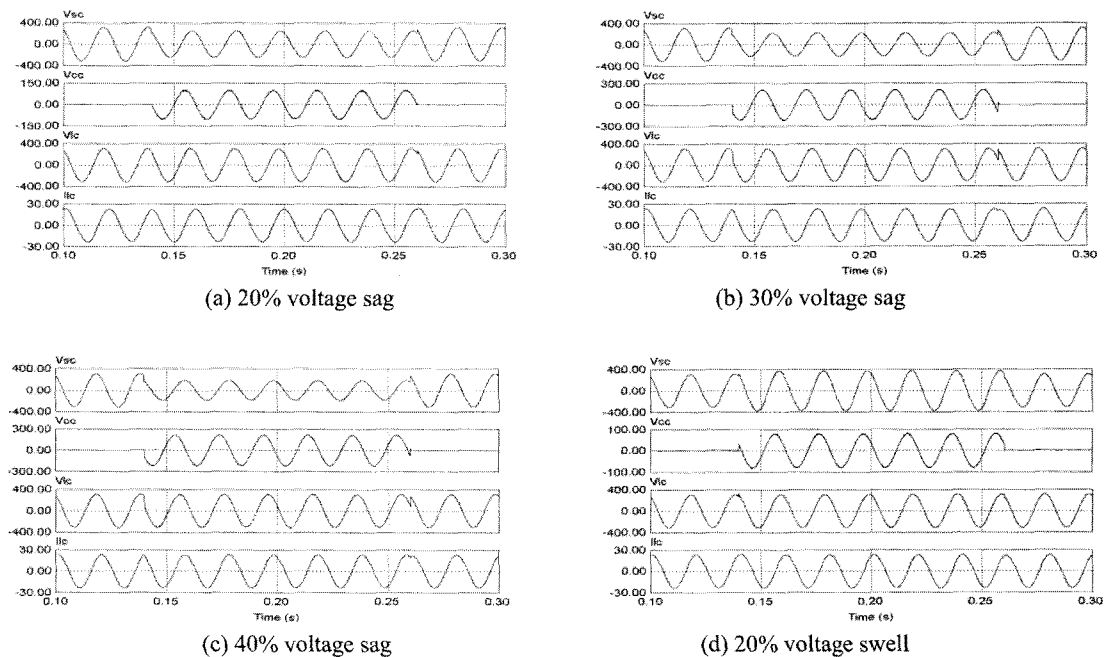 Vsc
400.00
0.00
-400.00
Vcc
150.00
0.00
-150.00
Vlc
400.00
0.00
-400.00
Ilc
30.00
0.00
-30.00
0.10 0.15 0.20 0.25 0.30
Time (s)
(a) 20% voltage sag
Vsc
400.00
0.00
-400.00
Vcc
300.00
0.00
-300.00
Vlc
400.00
0.00
-400.00
Ilc
30.00
0.00
-30.00
0.10 0.15 0.20 0.25 0.30
Time (s)
(b) 30% voltage sag
Vsc
400.00
0.00
-400.00
Vcc
300.00
0.00
-300.00
Vlc
400.00
0.00
-400.00
Ilc
30.00
0.00
-30.00
0.10 0.15 0.20 0.25 0.30
Time (s)
(c) 40% voltage sag
Vsc
400.00
0.00
-400.00
Vcc
100.00
0.00
-100.00
Vlc
400.00
0.00
-400.00
Ilc
30.00
0.00
-30.00
0.10 0.15 0.20 0.25 0.30
Time (s)
(d) 20% voltage swell